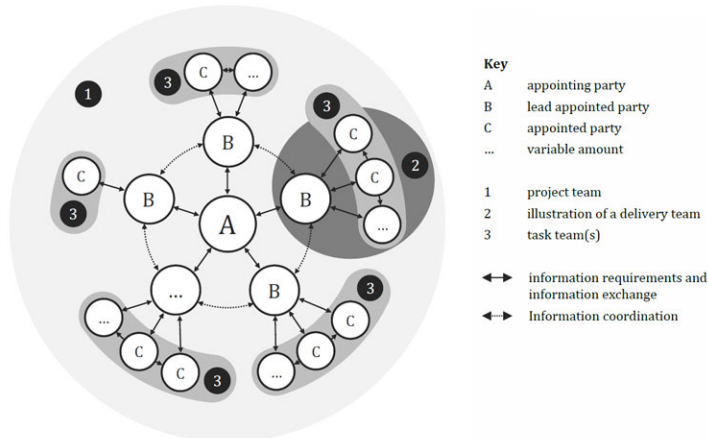 C
...
3
1
3
C
B
2
C
C
B
B
3
A
...
...
B
3
C
...
C
C
C
3
...
Key
A appointing party
B lead appointed party
C appointed party
... variable amount
1 project team
2 illustration of a delivery team
3 task team(s)
information requirements and
information exchange
Information coordination